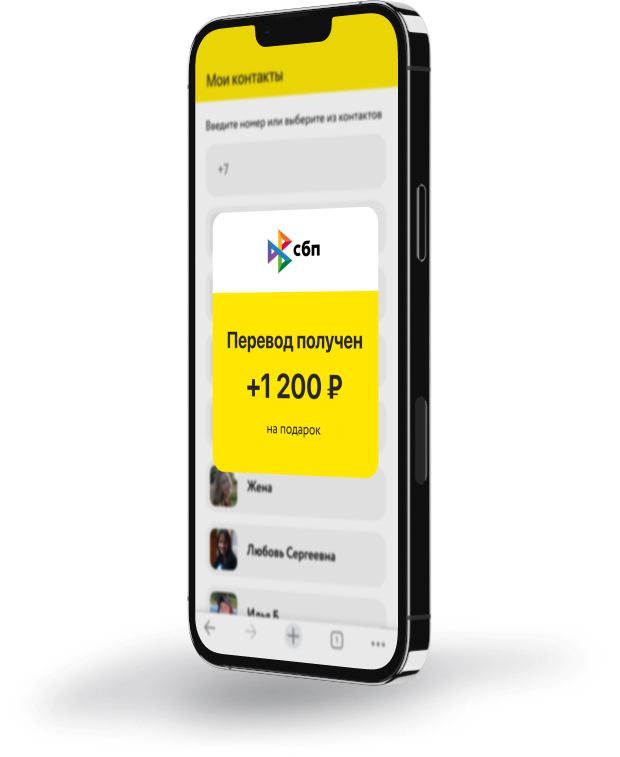 Мои контакты
Введите номер или выберите из контактов
+7
сбп
Перевод получен
+1 200 ₽
на подарок
Жена
Любовь Сергеевна
Илья Б
1